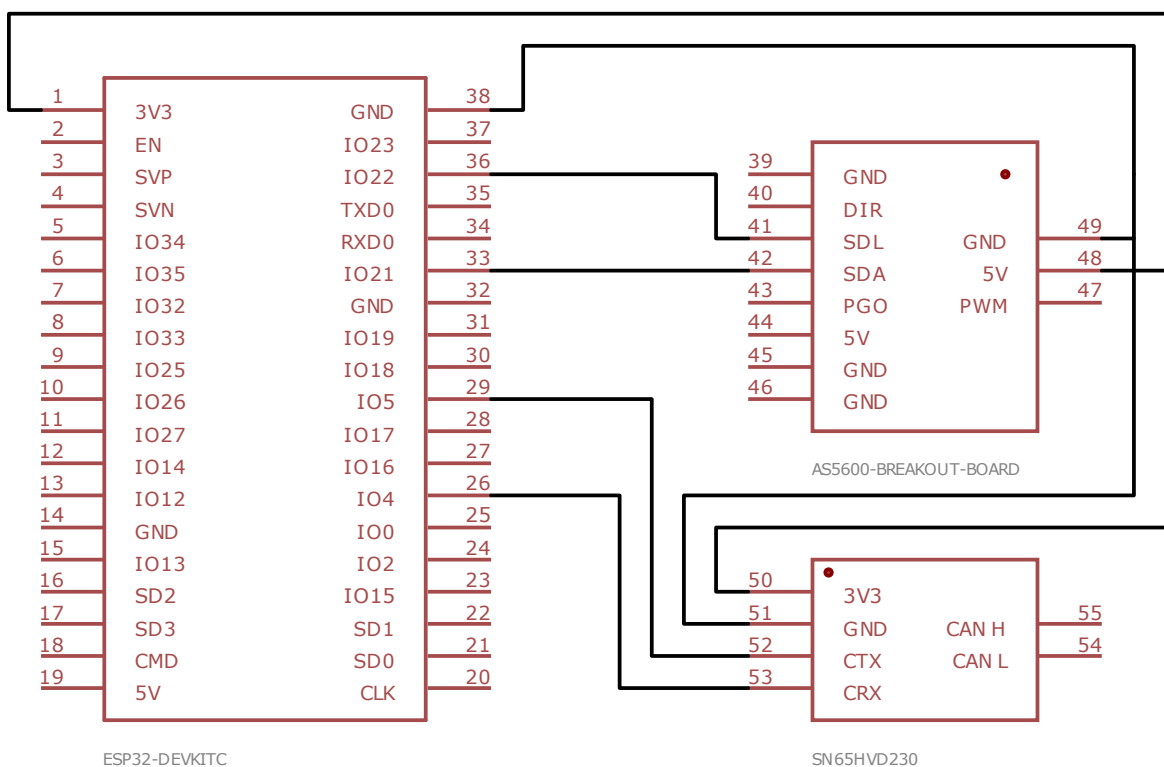 1 3V3 GND 38
2 EN IO23 37
3 SVP IO22 36
4 SVN TXD0 35
5 IO34 RXD0 34
6 IO35 IO21 33
7 IO32 GND 32
8 IO33 IO19 31
9 IO25 IO18 30
10 IO26 IO5 29
11 IO27 IO17 28
12 IO14 IO16 27
13 IO12 IO4 26
14 GND IO0 25
15 IO13 IO2 24
16 SD2 IO15 23
17 SD3 SD1 22
18 CMD SD0 21
19 5V CLK 20
ESP32-DEVKITC
39 GND
40 DIR
41 SDL GND 49
42 SDA 5V 48
43 PGO PWM 47
44 5V
45 GND
46 GND
AS5600-BREAKOUT-BOARD
50 3V3
51 GND CAN H 55
52 CTX CAN L 54
53 CRX
SN65HVD230